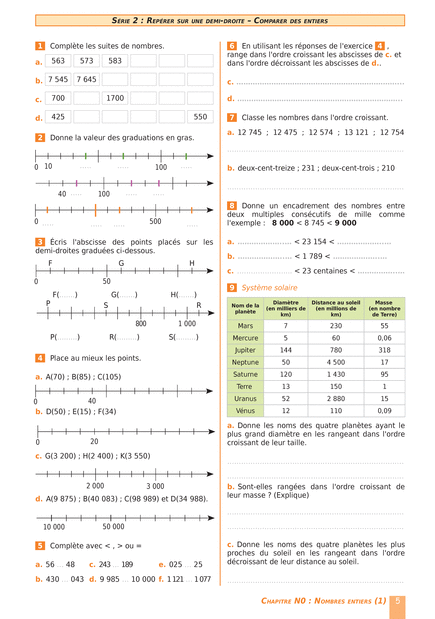 SÉRIE 2 : REPÉRER SUR UNE DEMI-DROITE – COMPARER DES ENTIERS
1 Complète les suites de nombres.
a. 563 573 583
b. 7 545 7 645
c. 700 1700
d. 425 550
2 Donne la valeur des graduations en gras.
0 10 ...... ...... 100 ......
40 ...... 100 ...... ......
0 ...... ...... 500 ......
3 Écris l'abscisse des points placés sur les
demi-droites graduées ci-dessous.
F G H
0 50
F(........) G(........) H(........)
P S R
800 1 000
P(.........) R(.........) S(.........)
4 Place au mieux les points.
a. A(70) ; B(85) ; C(105)
0 40
b. D(50) ; E(15) ; F(34)
0 20
c. G(3 200) ; H(2 400) ; K(3 550)
2 000 3 000
d. A(9 875) ; B(40 083) ; C(98 989) et D(34 988).
10 000 50 000
5 Complète avec < , > ou =
a. 56 .... 48 c. 243 .... 189 e. 025 .... 25
b. 430 .... 043 d. 9 985 .... 10 000 f. 1 121 .... 1 077
6 En utilisant les réponses de l'exercice 4 ,
range dans l'ordre croissant les abscisses de c. et
dans l'ordre décroissant les abscisses de d..
c. ......................................................................
d. ......................................................................
7 Classe les nombres dans l'ordre croissant.
a. 12 745 ; 12 475 ; 12 574 ; 13 121 ; 12 754
b. deux-cent-treize ; 231 ; deux-cent-trois ; 210
8 Donne un encadrement des nombres entre
deux multiples consécutifs de mille comme
l'exemple : 8 000 < 8 745 < 9 000
a. ....................... < 23 154 < .......................
b. ....................... < 1 789 < .......................
c. ....................... < 23 centaines < ....................
9 Système solaire
Nom de la planète Diamètre (en milliers de km) Distance au soleil (en millions de km) Masse (en nombre de Terre)
Mars 7 230 55
Mercure 5 60 0,06
Jupiter 144 780 318
Neptune 50 4 500 17
Saturne 120 1 430 95
Terre 13 150 1
Uranus 52 2 880 15
Vénus 12 110 0,09
a. Donne les noms des quatre planètes ayant le
plus grand diamètre en les rangeant dans l'ordre
croissant de leur taille.
b. Sont-elles rangées dans l'ordre croissant de
leur masse ? (Explique)
c. Donne les noms des quatre planètes les plus
proches du soleil en les rangeant dans l'ordre
décroissant de leur distance au soleil.
CHAPITRE N0 : NOMBRES ENTIERS (1) 5